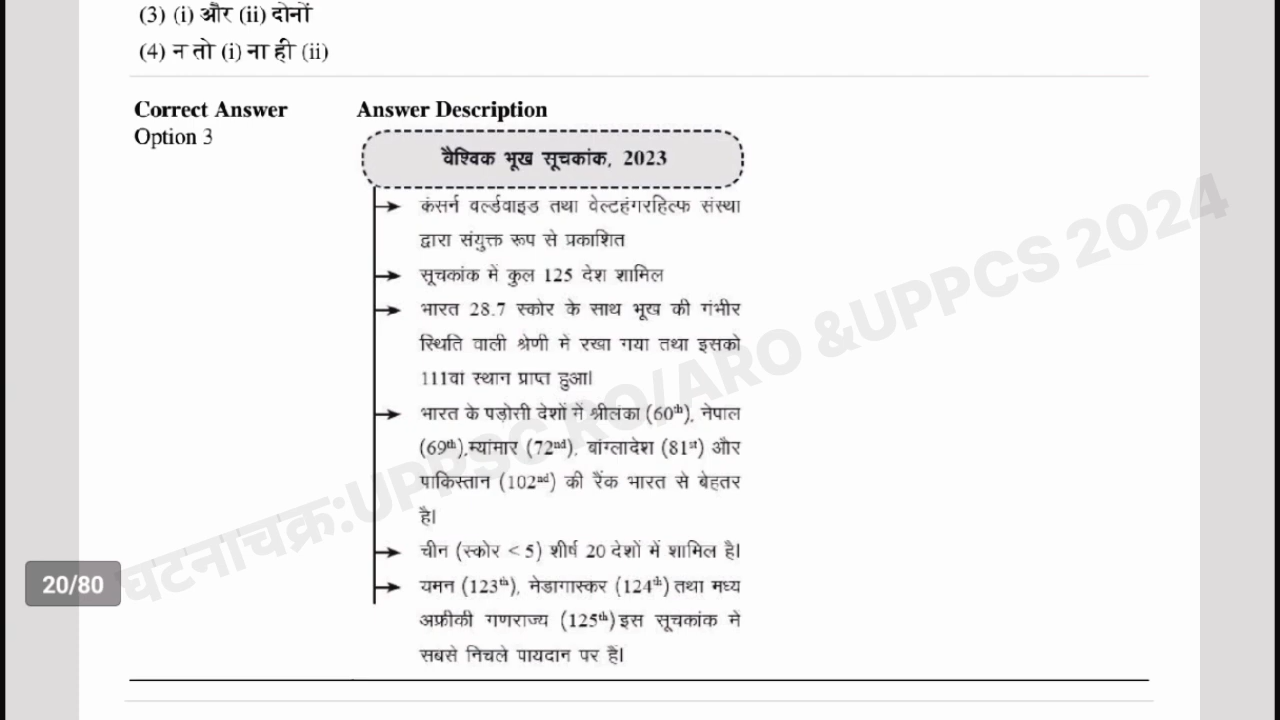 (3) (i) और (ii) दोनों
(4) न तो (i) ना ही (ii)
Correct Answer
Option 3
Answer Description
वैश्विक भूख सूचकांक, 2023
कंसर्न वर्ल्डवाइड तथा वेल्टहंगरहिल्फ संस्था
द्वारा संयुक्त रूप से प्रकाशित
सूचकांक में कुल 125 देश शामिल
भारत 28.7 स्कोर के साथ भूख की गंभीर
स्थिति वाली श्रेणी में रखा गया तथा इसको
111वां स्थान प्राप्त हुआ।
भारत के पड़ोसी देशों में श्रीलंका (60th), नेपाल
(69th),म्यांमार (72nd), बांग्लादेश (81st) और
पाकिस्तान (102nd) की रैंक भारत से बेहतर
है।
चीन (स्कोर < 5) शीर्ष 20 देशों में शामिल है।
यमन (123th), मेडागास्कर (124th) तथा मध्य
अफ्रीकी गणराज्य (125th) इस सूचकांक में
सबसे निचले पायदान पर हैं।
घटनाचक्र:UPPSC RO/ARO &UPPCS 2024
20/80